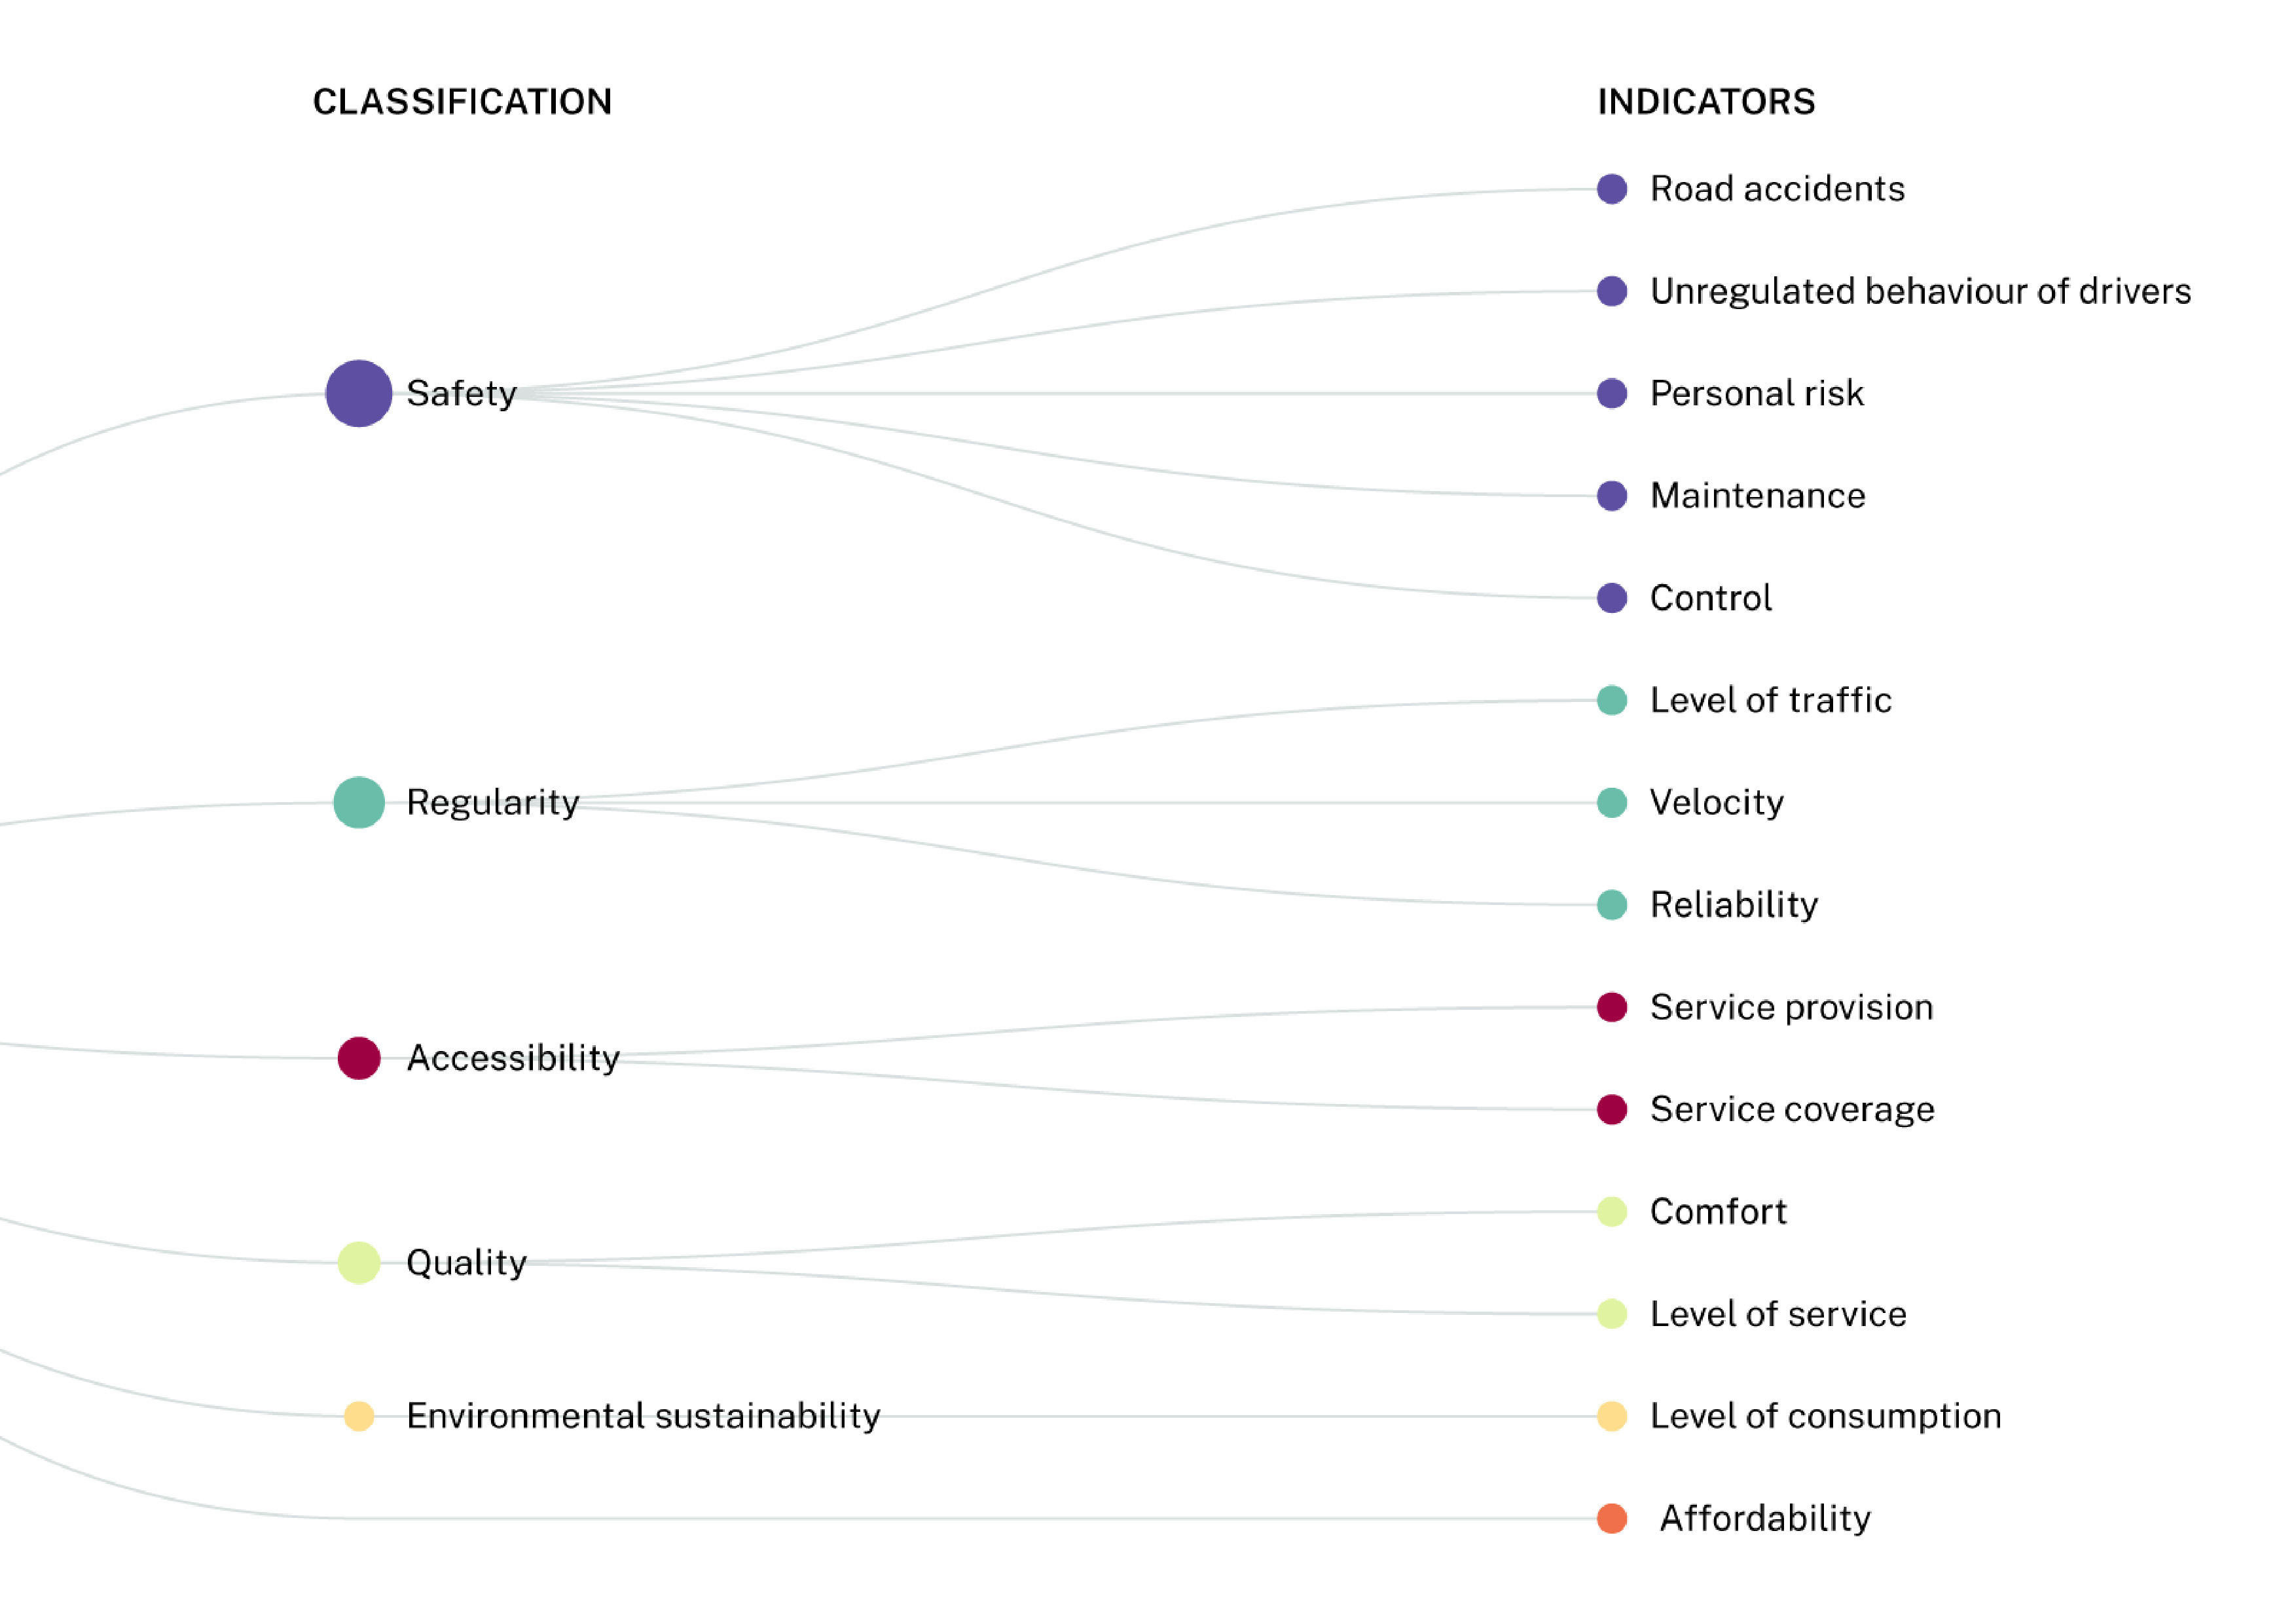 CLASSIFICATION
INDICATORS
Road accidents
Unregulated behaviour of drivers
Safety
Personal risk
Maintenance
Control
Level of traffic
Regularity
Velocity
Reliability
Service provision
Accessibility
Service coverage
Comfort
Quality
Level of service
Environmental sustainability
Level of consumption
Affordability